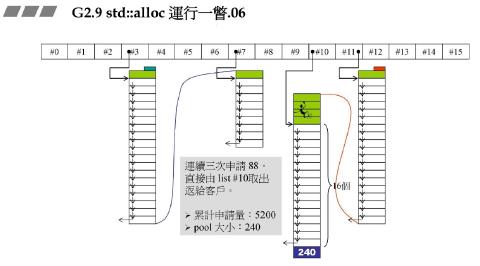 G2.9 std::alloc 運行一瞥.06
#0 #1 #2 #3 #4 #5 #6 #7 #8 #9 #10 #11 #12 #13 #14 #15
連續三次申請 88，
直接由 list #10取出
返給客戶。
16個
➢ 累計申請量：5200
➢ pool 大小：240
240